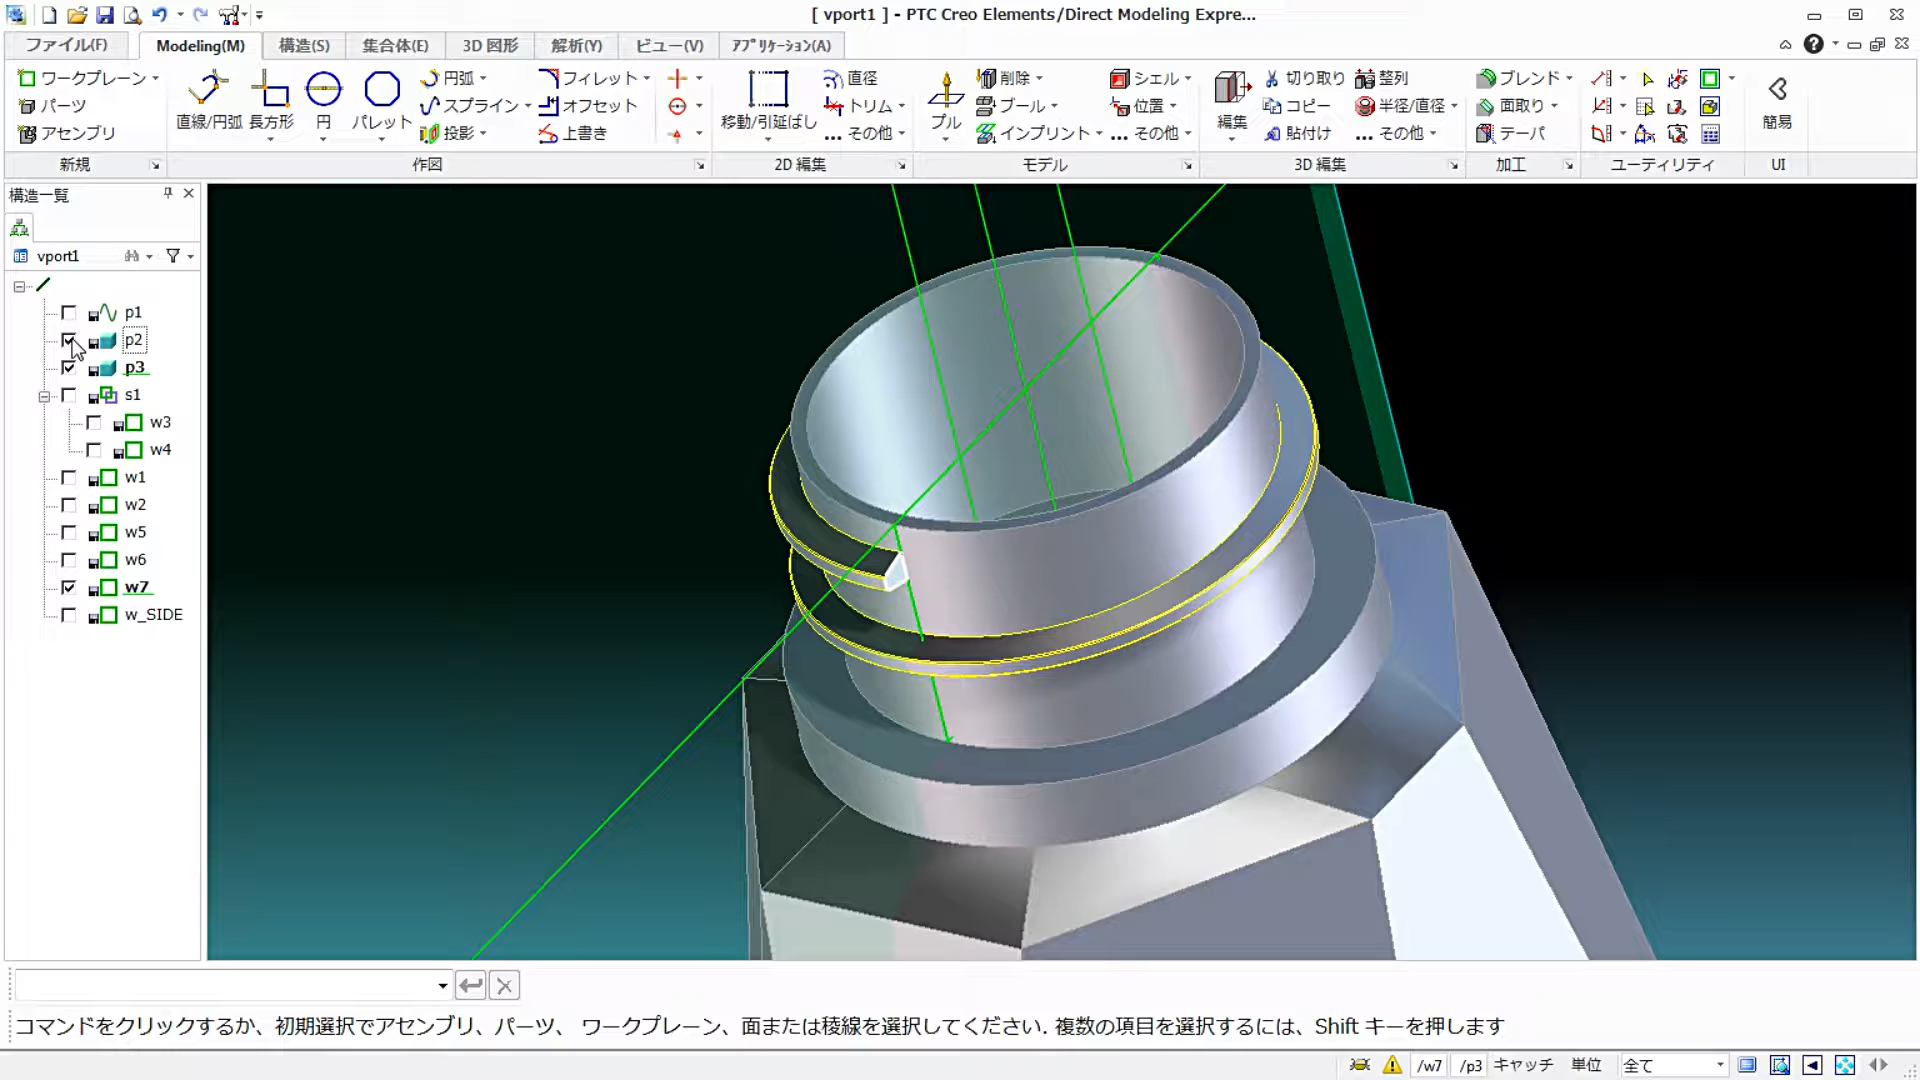 [ vport1 ] - PTC Creo Elements/Direct Modeling Expre...
ファイル(F) Modeling(M) 構造(S) 集合体(E) 3D 図形 解析(Y) ビュー(V) アプリケーション(A)
ワークプレーン
パーツ
アセンブリ
新規
直線/円弧 長方形 円 パレット
円弧 フィレット
スプライン オフセット
投影 上書き
作図
移動/引延ばし
直径
トリム
... その他
2D 編集
プル
削除
ブール
インプリント
シェル
位置
... その他
モデル
編集
切り取り 整列
コピー 半径/直径
貼付け ... その他
3D 編集
ブレンド
面取り
テーパ
加工
ユーティリティ
簡易
UI
構造一覧
vport1
p1
p2
p3
s1
w3
w4
w1
w2
w5
w6
w7
w_SIDE
コマンドをクリックするか、初期選択でアセンブリ、パーツ、 ワークプレーン、面または稜線を選択してください. 複数の項目を選択するには、Shift キーを押します
/w7 /p3 キャッチ 単位 全て